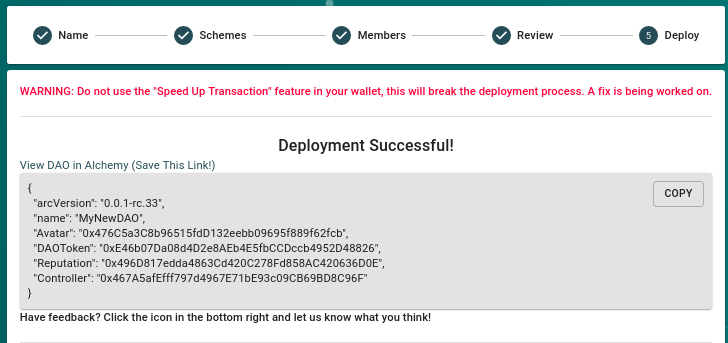 Name Schemes Members Review 5 Deploy
WARNING: Do not use the "Speed Up Transaction" feature in your wallet, this will break the deployment process. A fix is being worked on.
Deployment Successful!
View DAO in Alchemy (Save This Link!)
{
"arcVersion": "0.0.1-rc.33",
COPY
"name": "MyNewDAO",
"Avatar": "0x476C5a3C8b96515fdD132eebb09695f889f62fcb",
"DAOToken": "0xE46b07Da08d4D2e8AEb4E5fbCCDccb4952D48826",
"Reputation": "0x496D817edda4863Cd420C278Fd858AC420636D0E",
"Controller": "0x467A5afEfff797d4967E71bE93c09CB69BD8C96F"
}
Have feedback? Click the icon in the bottom right and let us know what you think!